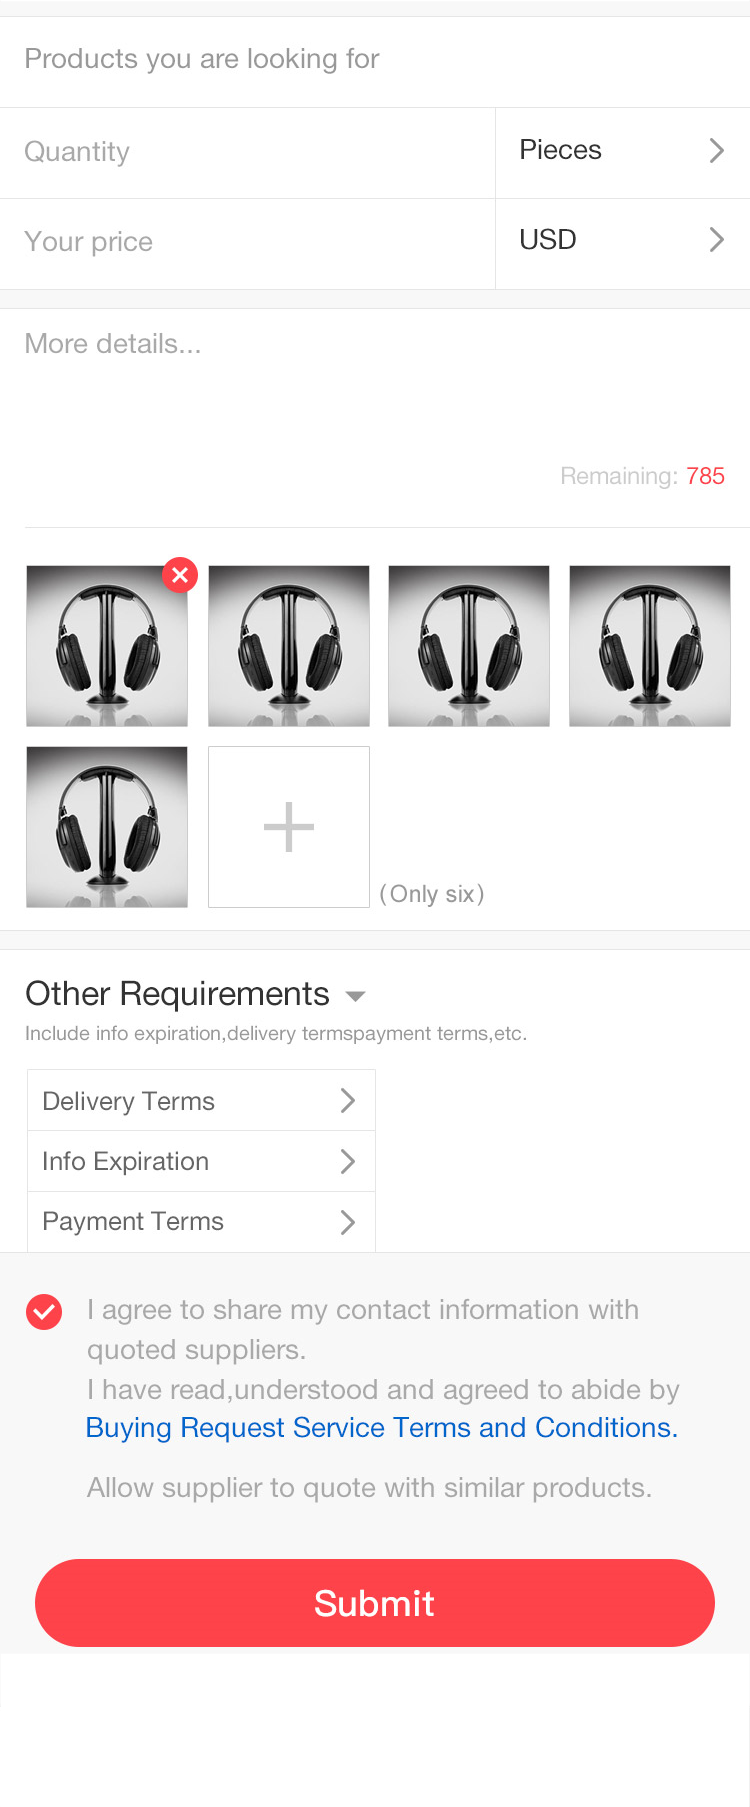 Products you are looking for
Quantity
Pieces
Your price
USD
More details...
Remaining: 785
(Only six)
Other Requirements
Include info expiration,delivery termspayment terms,etc.
Delivery Terms
Info Expiration
Payment Terms
I agree to share my contact information with
quoted suppliers.
I have read,understood and agreed to abide by
Buying Request Service Terms and Conditions.
Allow supplier to quote with similar products.
Submit